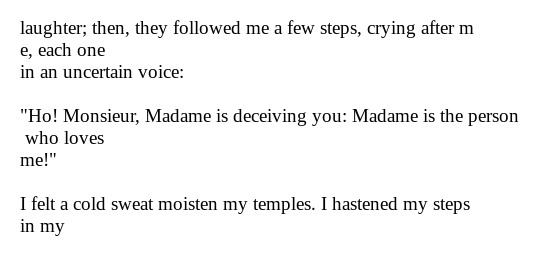 laughter; then, they followed me a few steps, crying after m
e, each one
in an uncertain voice:

"Ho! Monsieur, Madame is deceiving you: Madame is the person
 who loves
me!"

I felt a cold sweat moisten my temples. I hastened my steps
in my